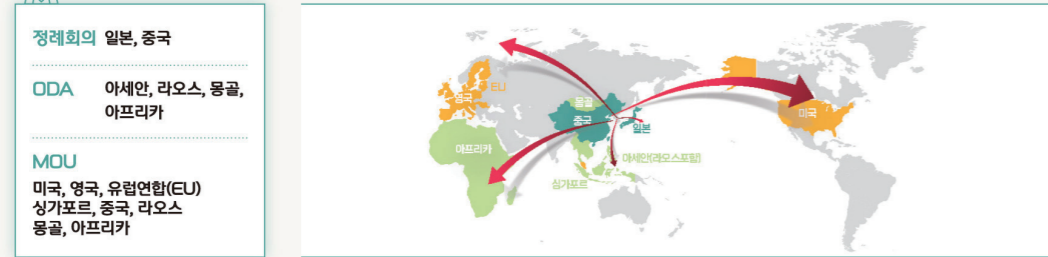 정례회의 일본, 중국
ODA 아세안, 라오스, 몽골,
아프리카
MOU
미국, 영국, 유럽연합(EU)
싱가포르, 중국, 라오스
몽골, 아프리카
EU
영국
몽골
중국
일본
미국
아프리카
아세안(라오스포함)
싱가포르